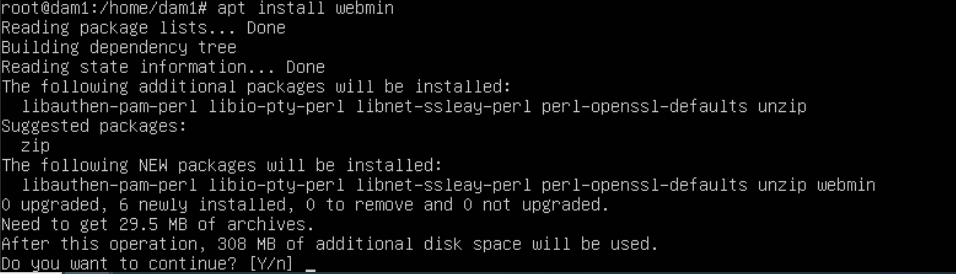 root@dam1:/home/dam1# apt install webmin
Reading package lists... Done
Building dependency tree
Reading state information... Done
The following additional packages will be installed:
  libauthen-pam-perl libio-pty-perl libnet-ssleay-perl perl-openssl-defaults unzip
Suggested packages:
  zip
The following NEW packages will be installed:
  libauthen-pam-perl libio-pty-perl libnet-ssleay-perl perl-openssl-defaults unzip webmin
0 upgraded, 6 newly installed, 0 to remove and 0 not upgraded.
Need to get 29.5 MB of archives.
After this operation, 308 MB of additional disk space will be used.
Do you want to continue? [Y/n] _